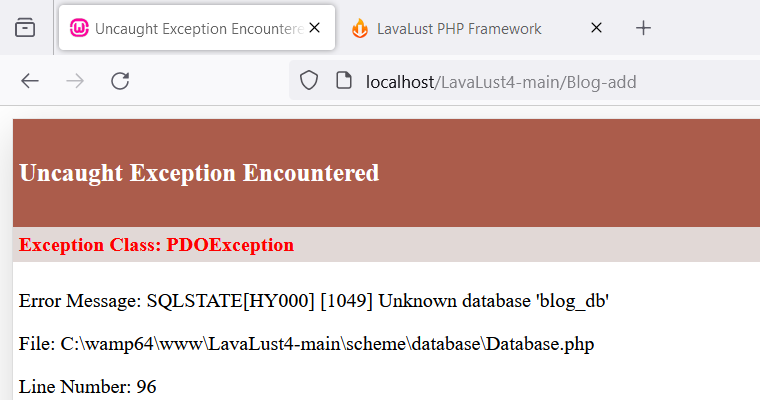 Uncaught Exception Encountere
LavaLust PHP Framework
localhost/LavaLust4-main/Blog-add
Uncaught Exception Encountered
Exception Class: PDOException
Error Message: SQLSTATE[HY000] [1049] Unknown database 'blog_db'
File: C:\wamp64\www\LavaLust4-main\scheme\database\Database.php
Line Number: 96